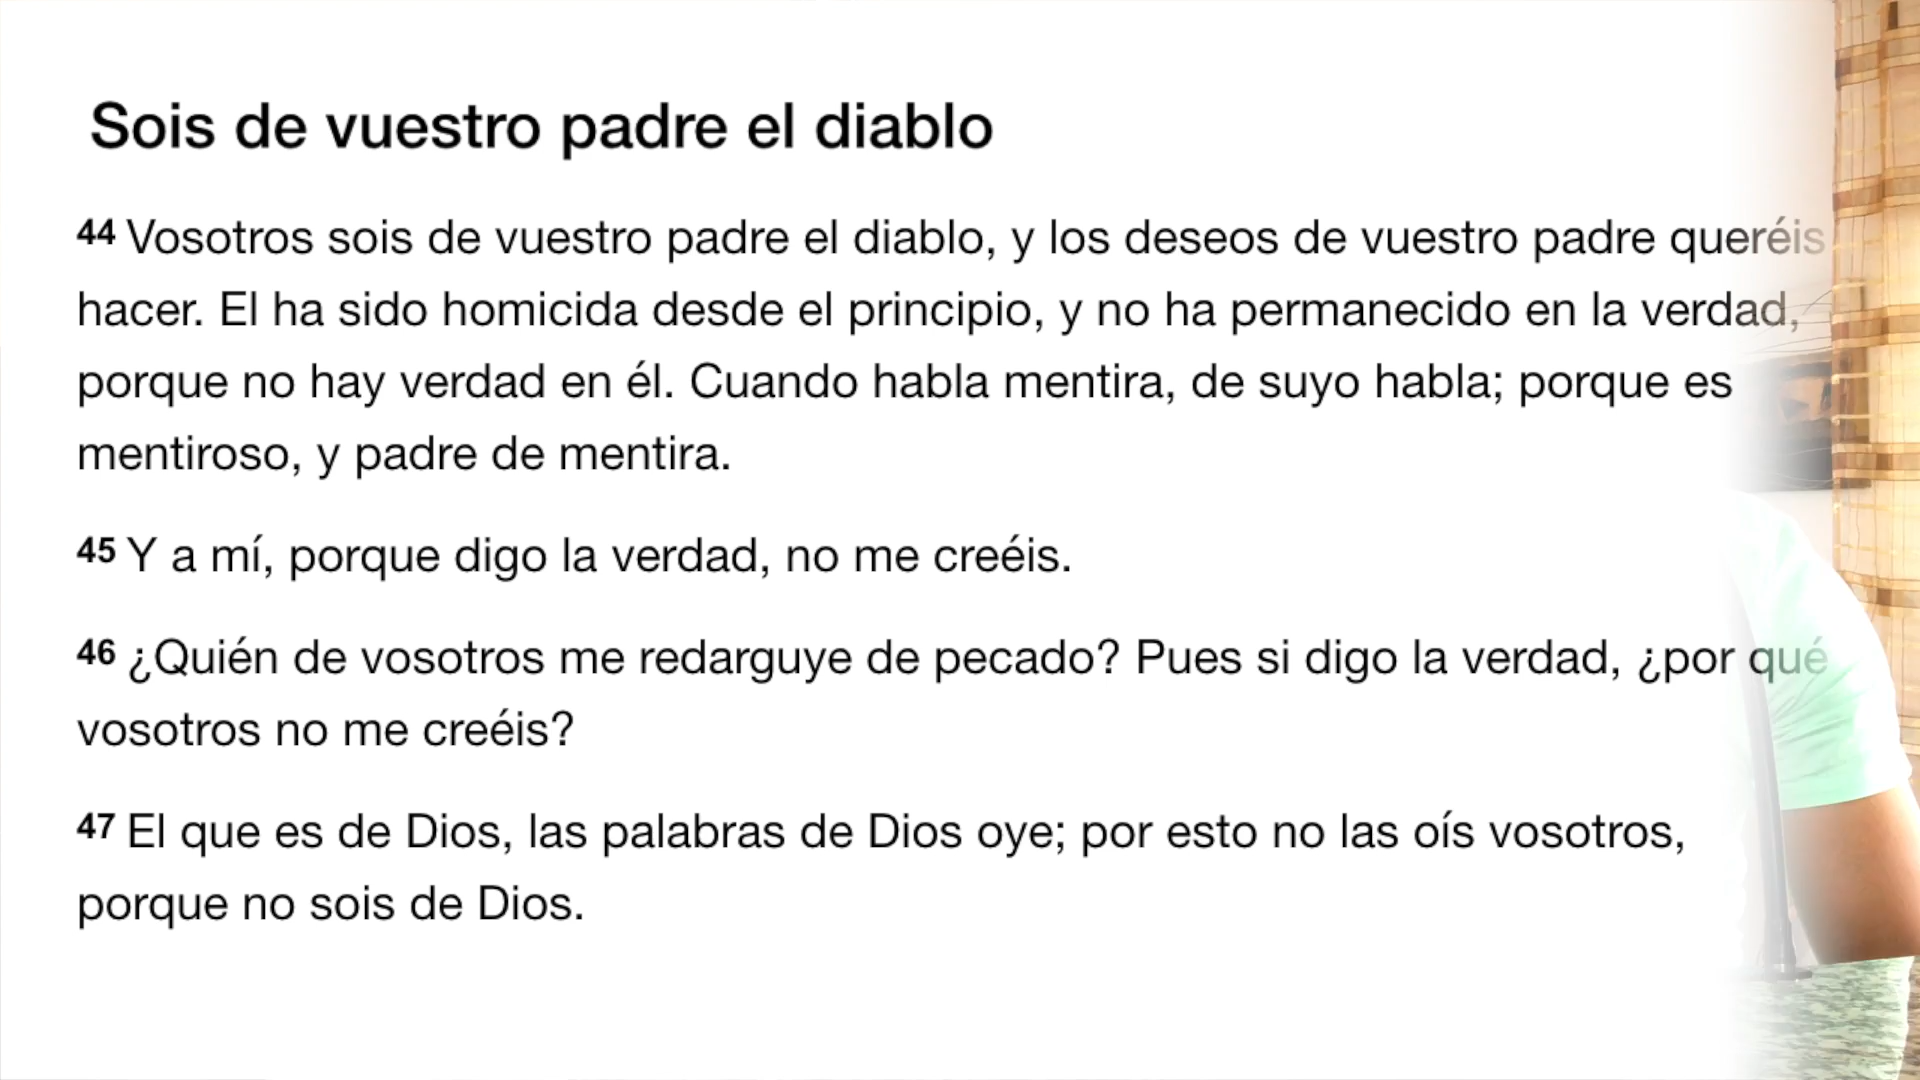 Sois de vuestro padre el diablo
44 Vosotros sois de vuestro padre el diablo, y los deseos de vuestro padre queréis
hacer. El ha sido homicida desde el principio, y no ha permanecido en la verdad,
porque no hay verdad en él. Cuando habla mentira, de suyo habla; porque es
mentiroso, y padre de mentira.
45 Y a mí, porque digo la verdad, no me creéis.
46 ¿Quién de vosotros me redarguye de pecado? Pues si digo la verdad, ¿por qué
vosotros no me creéis?
47 El que es de Dios, las palabras de Dios oye; por esto no las oís vosotros,
porque no sois de Dios.